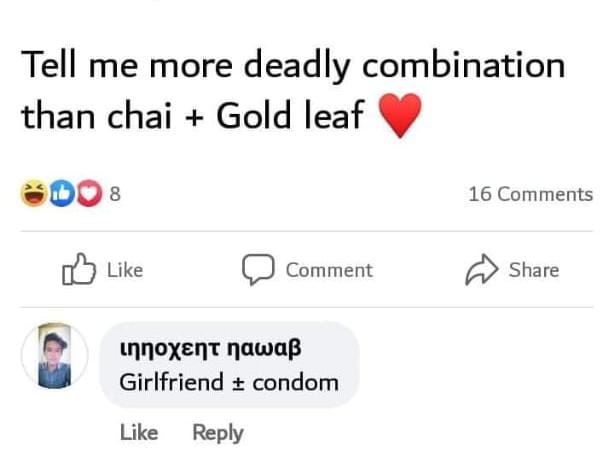 Tell me more deadly combination
than chai + Gold leaf ❤️
8
16 Comments
Like
Comment
Share
ιηηοχεητ ηαωαβ
Girlfriend ± condom
Like
Reply